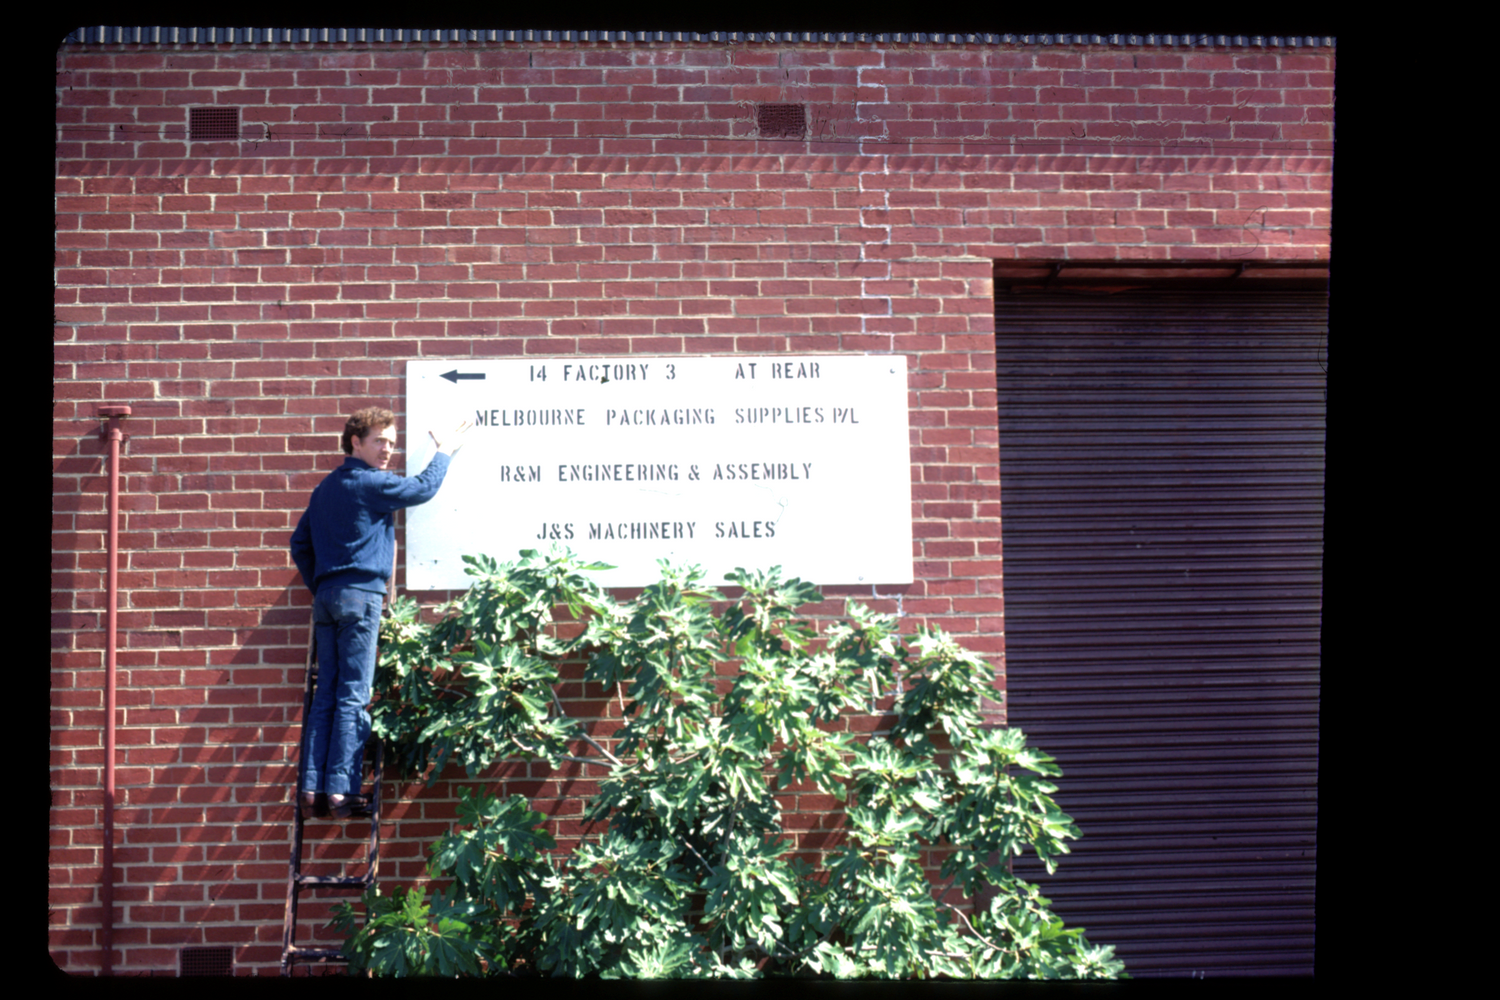 14 FACTORY 3 AT REAR
MELBOURNE PACKAGING SUPPLIES P/L
R&M ENGINEERING & ASSEMBLY
J&S MACHINERY SALES